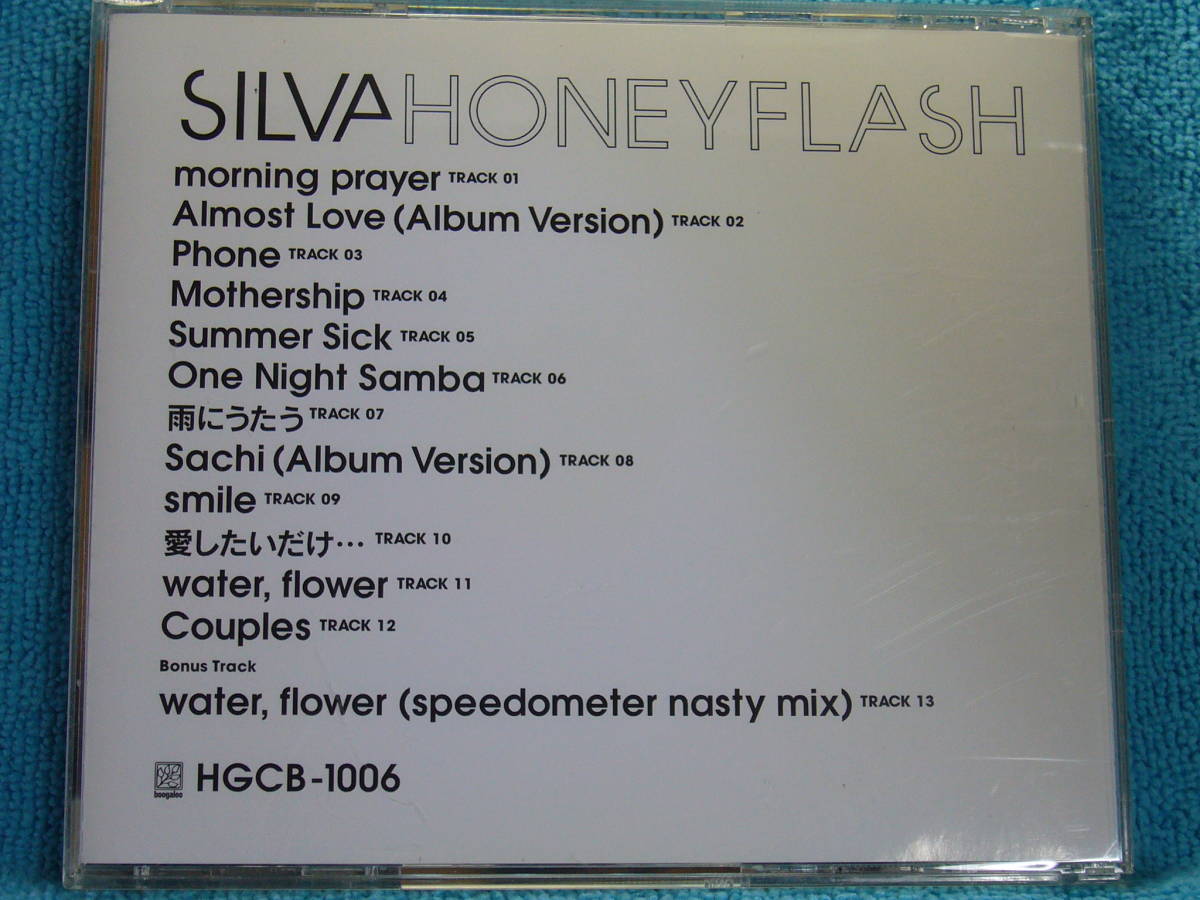 SILVA HONEYFLASH
morning prayer TRACK 01
Almost Love (Album Version) TRACK 02
Phone TRACK 03
Mothership TRACK 04
Summer Sick TRACK 05
One Night Samba TRACK 06
雨にうたう TRACK 07
Sachi (Album Version) TRACK 08
smile TRACK 09
愛したいだけ… TRACK 10
water, flower TRACK 11
Couples TRACK 12
Bonus Track
water, flower (speedometer nasty mix) TRACK 13
boogaloo HGCB-1006